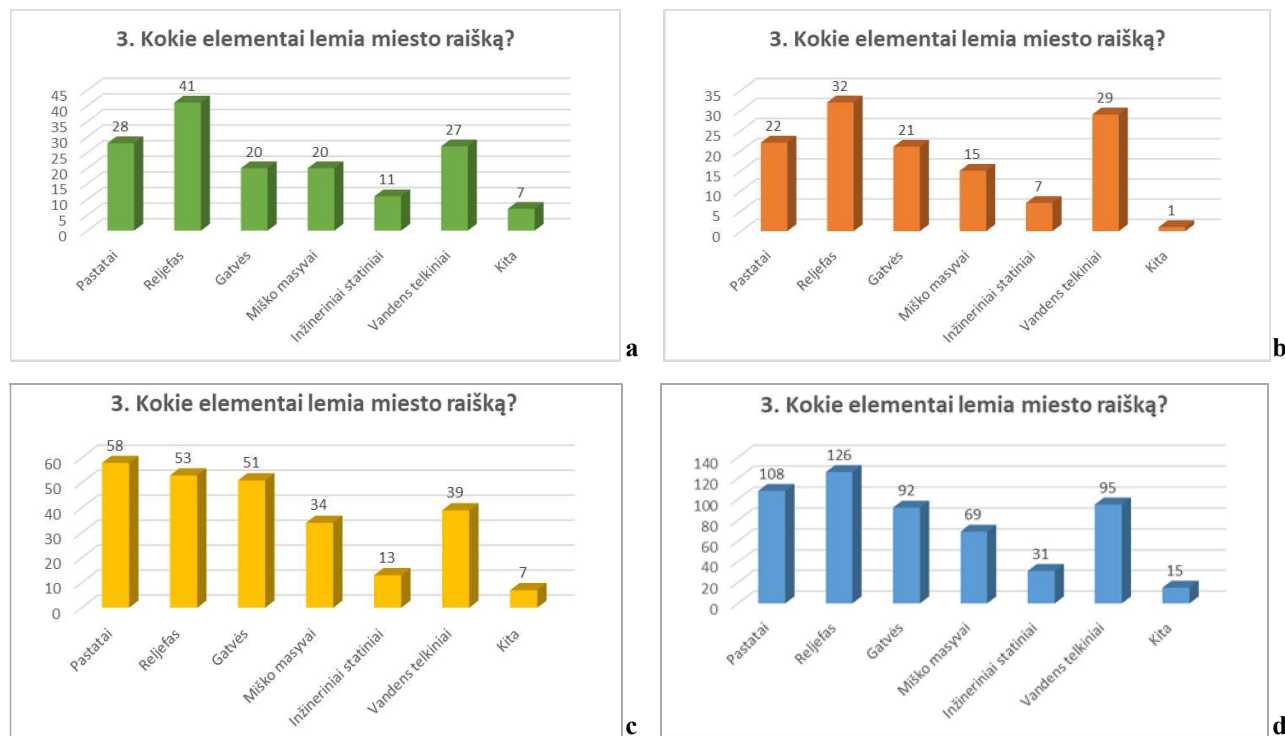 3. Kokie elementai lemia miesto raišką?
45
40
35
30
25
20
15
10
5
0
28
41
20
20
11
27
7
Pastatai
Reljefas
Gatvės
Miško masyvai
Inžineriniai statiniai
Vandens telkiniai
Kita
a
3. Kokie elementai lemia miesto raišką?
35
30
25
20
15
10
5
0
22
32
21
15
7
29
1
Pastatai
Reljefas
Gatvės
Miško masyvai
Inžineriniai statiniai
Vandens telkiniai
Kita
b
3. Kokie elementai lemia miesto raišką?
60
50
40
30
20
10
0
58
53
51
34
13
39
7
Pastatai
Reljefas
Gatvės
Miško masyvai
Inžineriniai statiniai
Vandens telkiniai
Kita
c
3. Kokie elementai lemia miesto raišką?
140
120
100
80
60
40
20
0
108
126
92
69
31
95
15
Pastatai
Reljefas
Gatvės
Miško masyvai
Inžineriniai statiniai
Vandens telkiniai
Kita
d